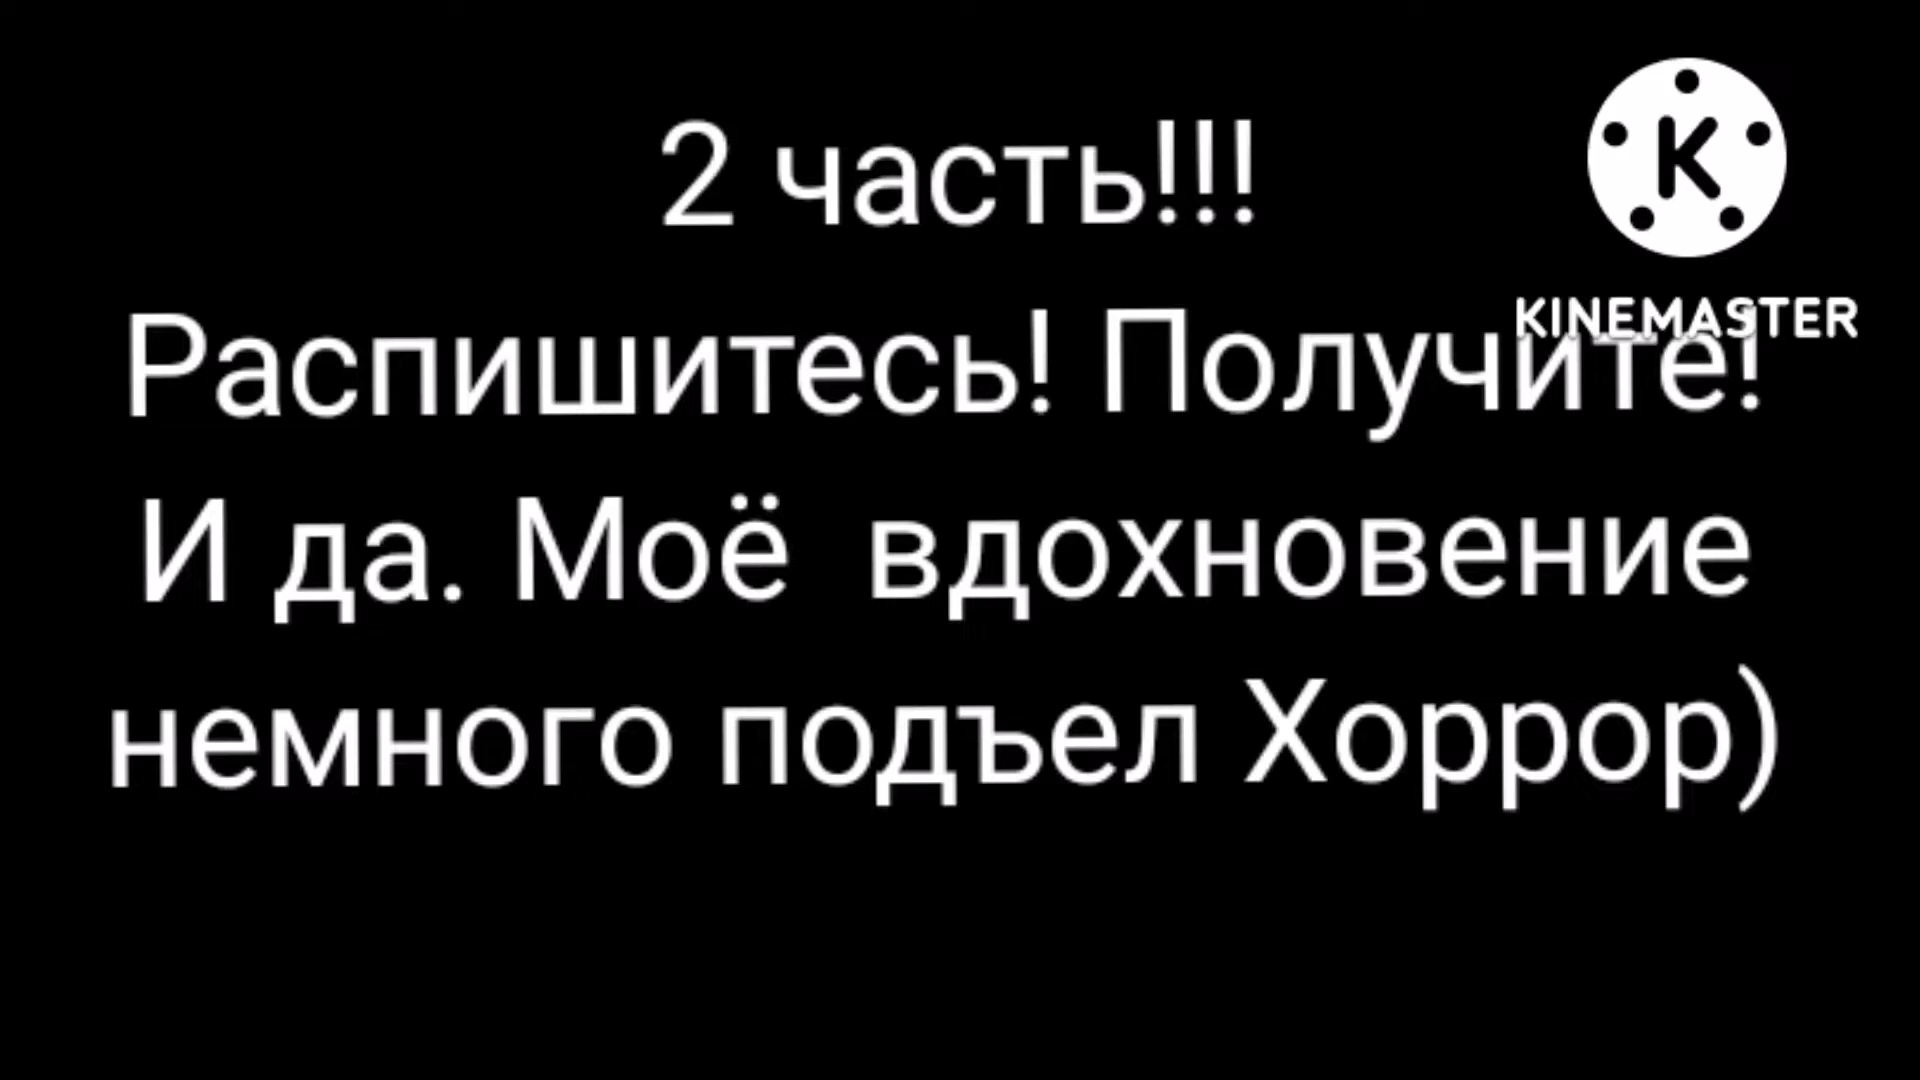 2 часть!!!
Распишитесь! Получите!
И да. Моё  вдохновение
немного подъел Хоррор)
K
KINEMASTER